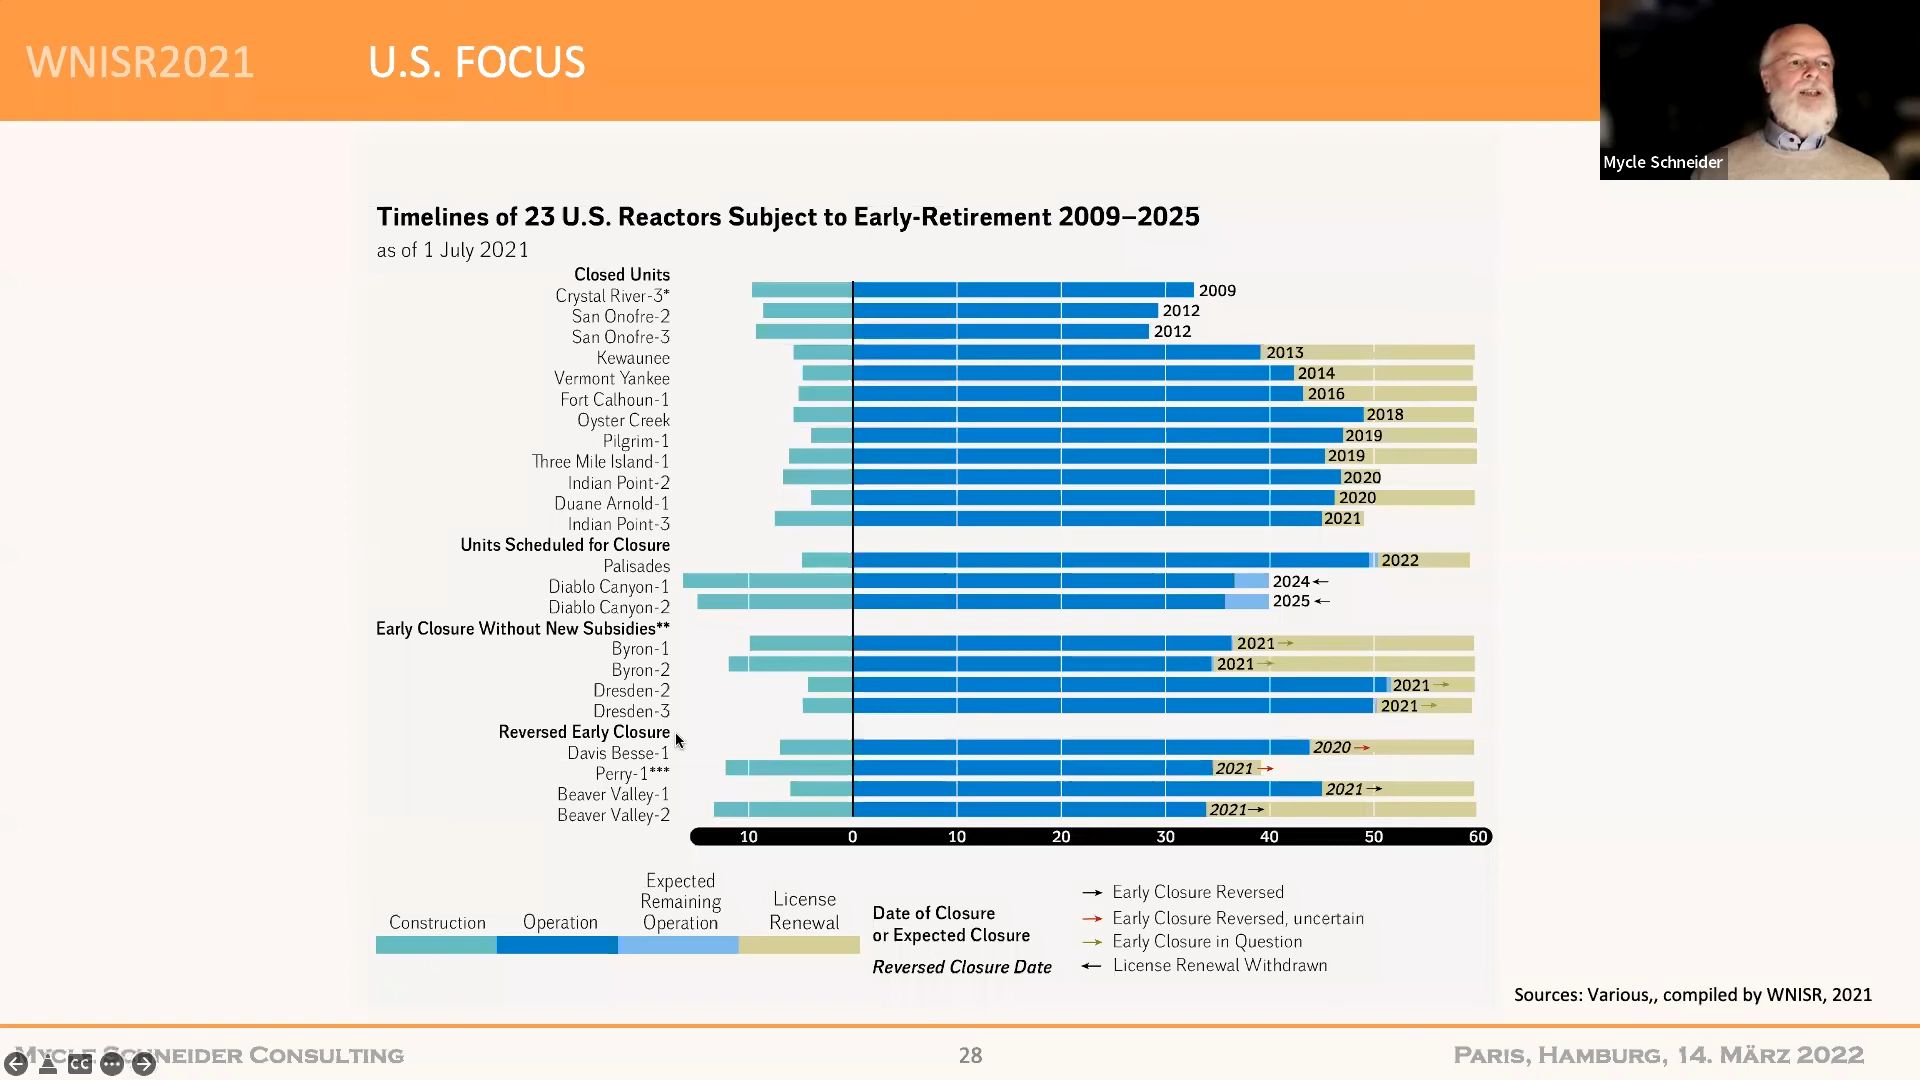 WNISR2021 U.S. FOCUS
Mycle Schneider
Timelines of 23 U.S. Reactors Subject to Early-Retirement 2009–2025
as of 1 July 2021
Closed Units
Crystal River-3* 2009
San Onofre-2 2012
San Onofre-3 2012
Kewaunee 2013
Vermont Yankee 2014
Fort Calhoun-1 2016
Oyster Creek 2018
Pilgrim-1 2019
Three Mile Island-1 2019
Indian Point-2 2020
Duane Arnold-1 2020
Indian Point-3 2021
Units Scheduled for Closure
Palisades 2022
Diablo Canyon-1 2024 ←
Diablo Canyon-2 2025 ←
Early Closure Without New Subsidies**
Byron-1 2021 →
Byron-2 2021 →
Dresden-2 2021 →
Dresden-3 2021 →
Reversed Early Closure
Davis Besse-1 2020 →
Perry-1*** 2021 →
Beaver Valley-1 2021 →
Beaver Valley-2 2021 →
10 0 10 20 30 40 50 60
Construction
Operation
Expected
Remaining
Operation
License
Renewal
Date of Closure
or Expected Closure
Reversed Closure Date
→ Early Closure Reversed
→ Early Closure Reversed, uncertain
→ Early Closure in Question
← License Renewal Withdrawn
Sources: Various,, compiled by WNISR, 2021
Mycle Schneider Consulting
CC
28
Paris, Hamburg, 14. März 2022